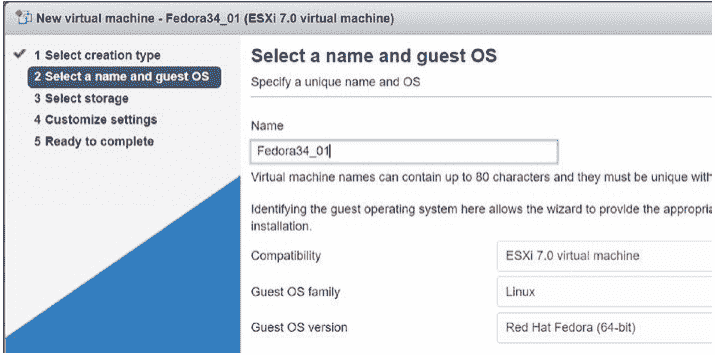 New virtual machine - Fedora34_01 (ESXi 7.0 virtual machine)
1 Select creation type
2 Select a name and guest OS
3 Select storage
4 Customize settings
5 Ready to complete
Select a name and guest OS
Specify a unique name and OS
Name
Fedora34_01
Virtual machine names can contain up to 80 characters and they must be unique with
Identifying the guest operating system here allows the wizard to provide the appropria
installation.
Compatibility
ESXi 7.0 virtual machine
Guest OS family
Linux
Guest OS version
Red Hat Fedora (64-bit)